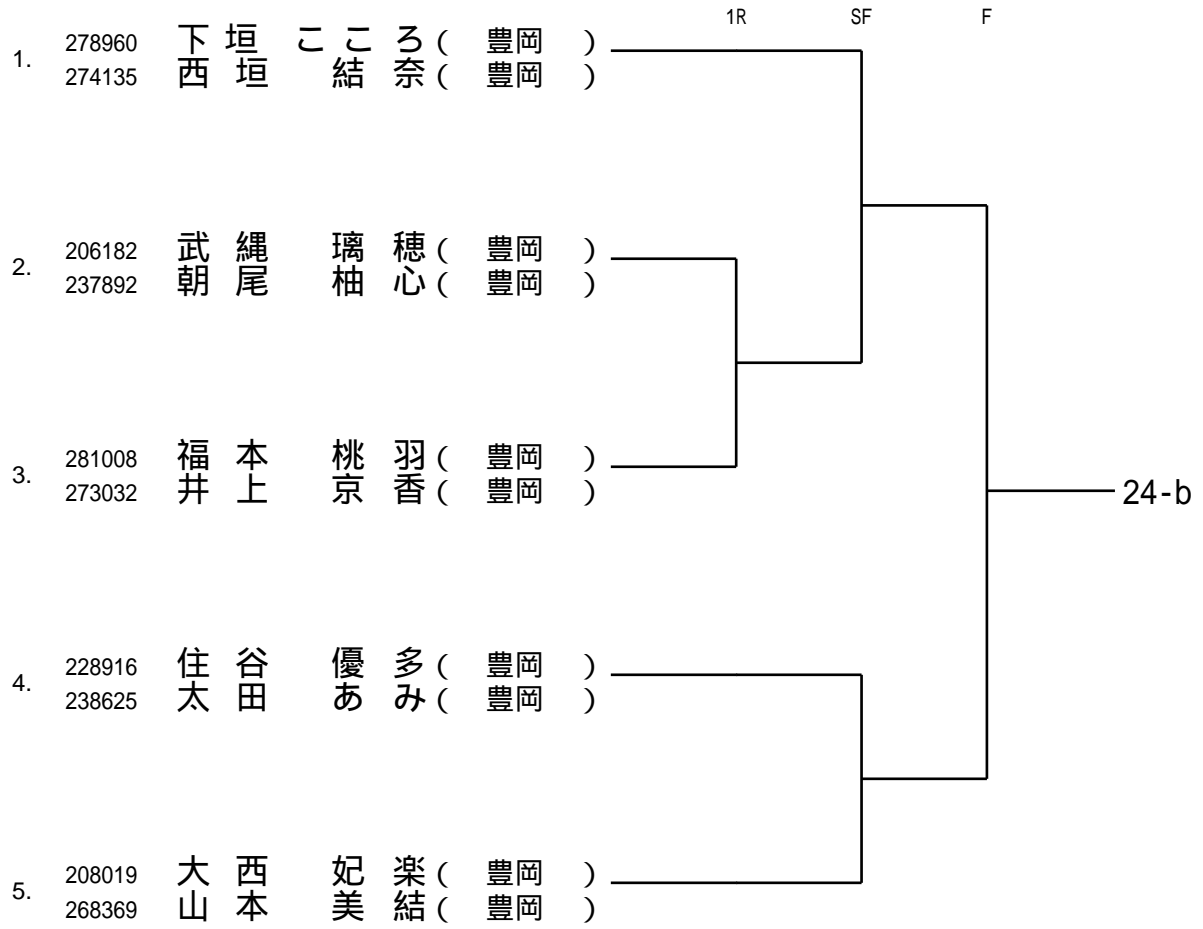 1R SF F
1. 278960 下垣 こころ ( 豊岡 )
274135 西垣 結奈 ( 豊岡 )
2. 206182 武縄 璃穂 ( 豊岡 )
237892 朝尾 柚心 ( 豊岡 )
3. 281008 福本 桃羽 ( 豊岡 )
273032 井上 京香 ( 豊岡 )
24-b
4. 228916 住谷 優多 ( 豊岡 )
238625 太田 あみ ( 豊岡 )
5. 208019 大西 妃楽 ( 豊岡 )
268369 山本 美結 ( 豊岡 )